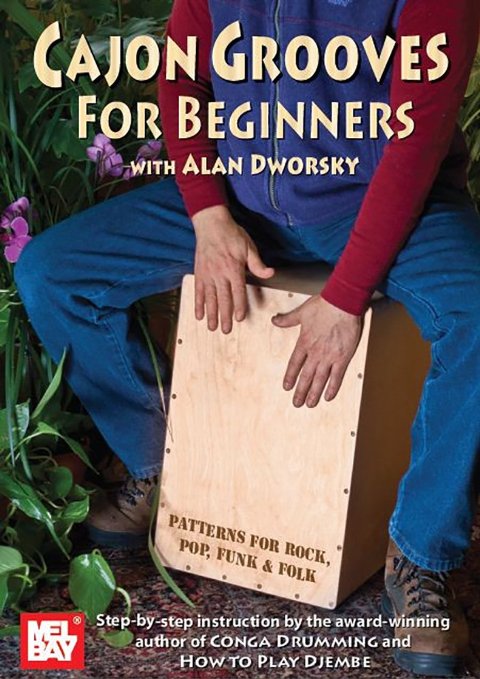 CAJON GROOVES
FOR BEGINNERS
WITH ALAN DWORSKY
PATTERNS FOR ROCK,
POP, FUNK & FOLK
Step-by-step instruction by the award-winning
author of CONGA DRUMMING and
HOW TO PLAY DJEMBE
MEL
BAY®